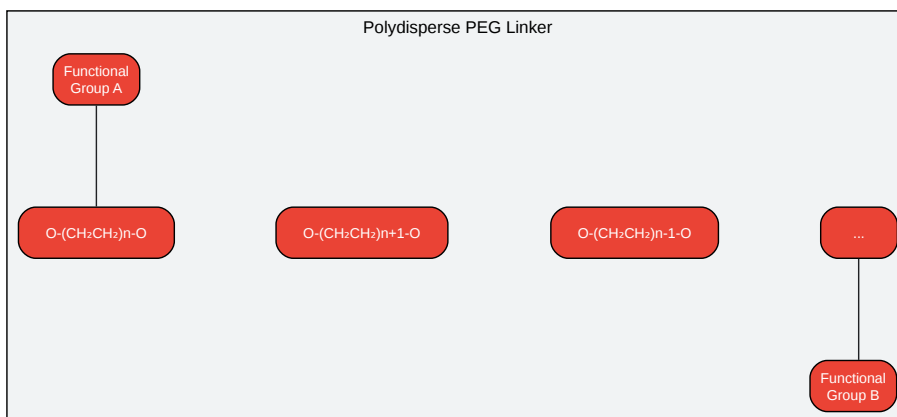 Polydisperse PEG Linker
Functional
Group A
O-(CH₂CH₂)n-O
O-(CH₂CH₂)n+1-O
O-(CH₂CH₂)n-1-O
...
Functional
Group B